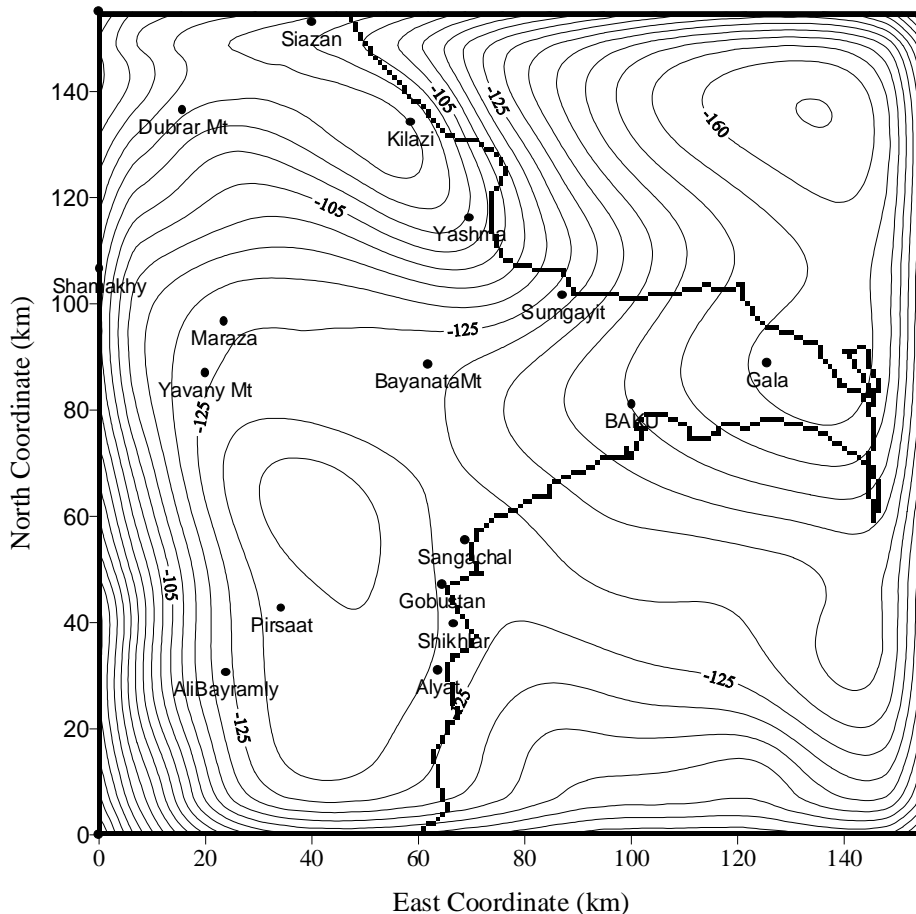 Siazan
140
-105
-125
-160
Dubrar Mt
Kilazi
120
-105
Yashma
Shamakhy
100
Sumgayit
Maraza
-125
BayanataMt
Gala
Yavany Mt
80
-125
BAKU
North Coordinate (km)
60
Sangachal
-105
Gobustan
40
Pirsaat
Shikhlar
AliBayramly
Alyat
-125
-125
20
-125
0
0 20 40 60 80 100 120 140
East Coordinate (km)